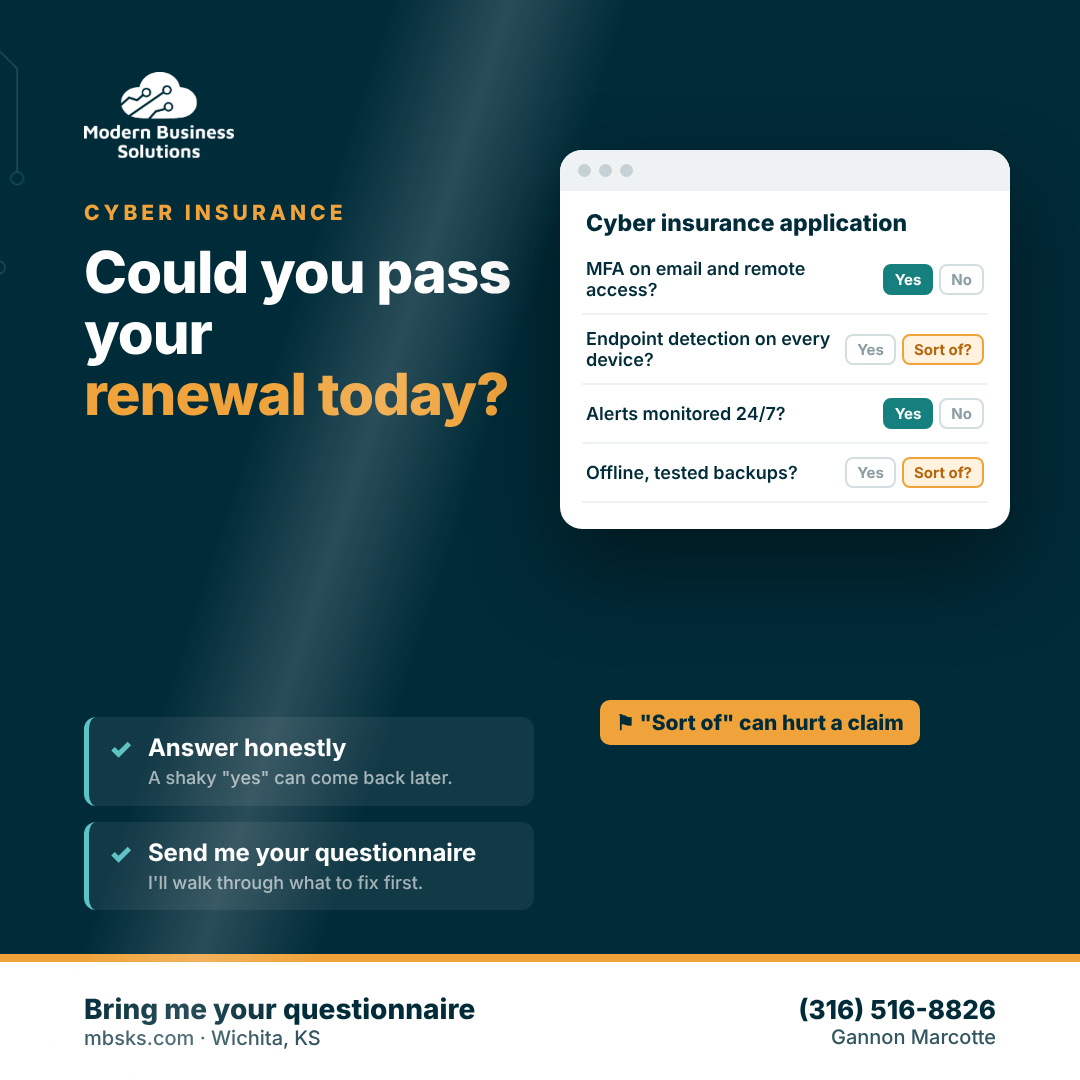 Modern Business
Solutions
CYBER INSURANCE
Could you pass
your
renewal today?
Cyber insurance application
MFA on email and remote
access?
Yes
No
Endpoint detection on every
device?
Yes
Sort of?
Alerts monitored 24/7?
Yes
No
Offline, tested backups?
Yes
Sort of?
⚑ "Sort of" can hurt a claim
✔ Answer honestly
A shaky "yes" can come back later.
✔ Send me your questionnaire
I'll walk through what to fix first.
Bring me your questionnaire
mbsks.com · Wichita, KS
(316) 516-8826
Gannon Marcotte